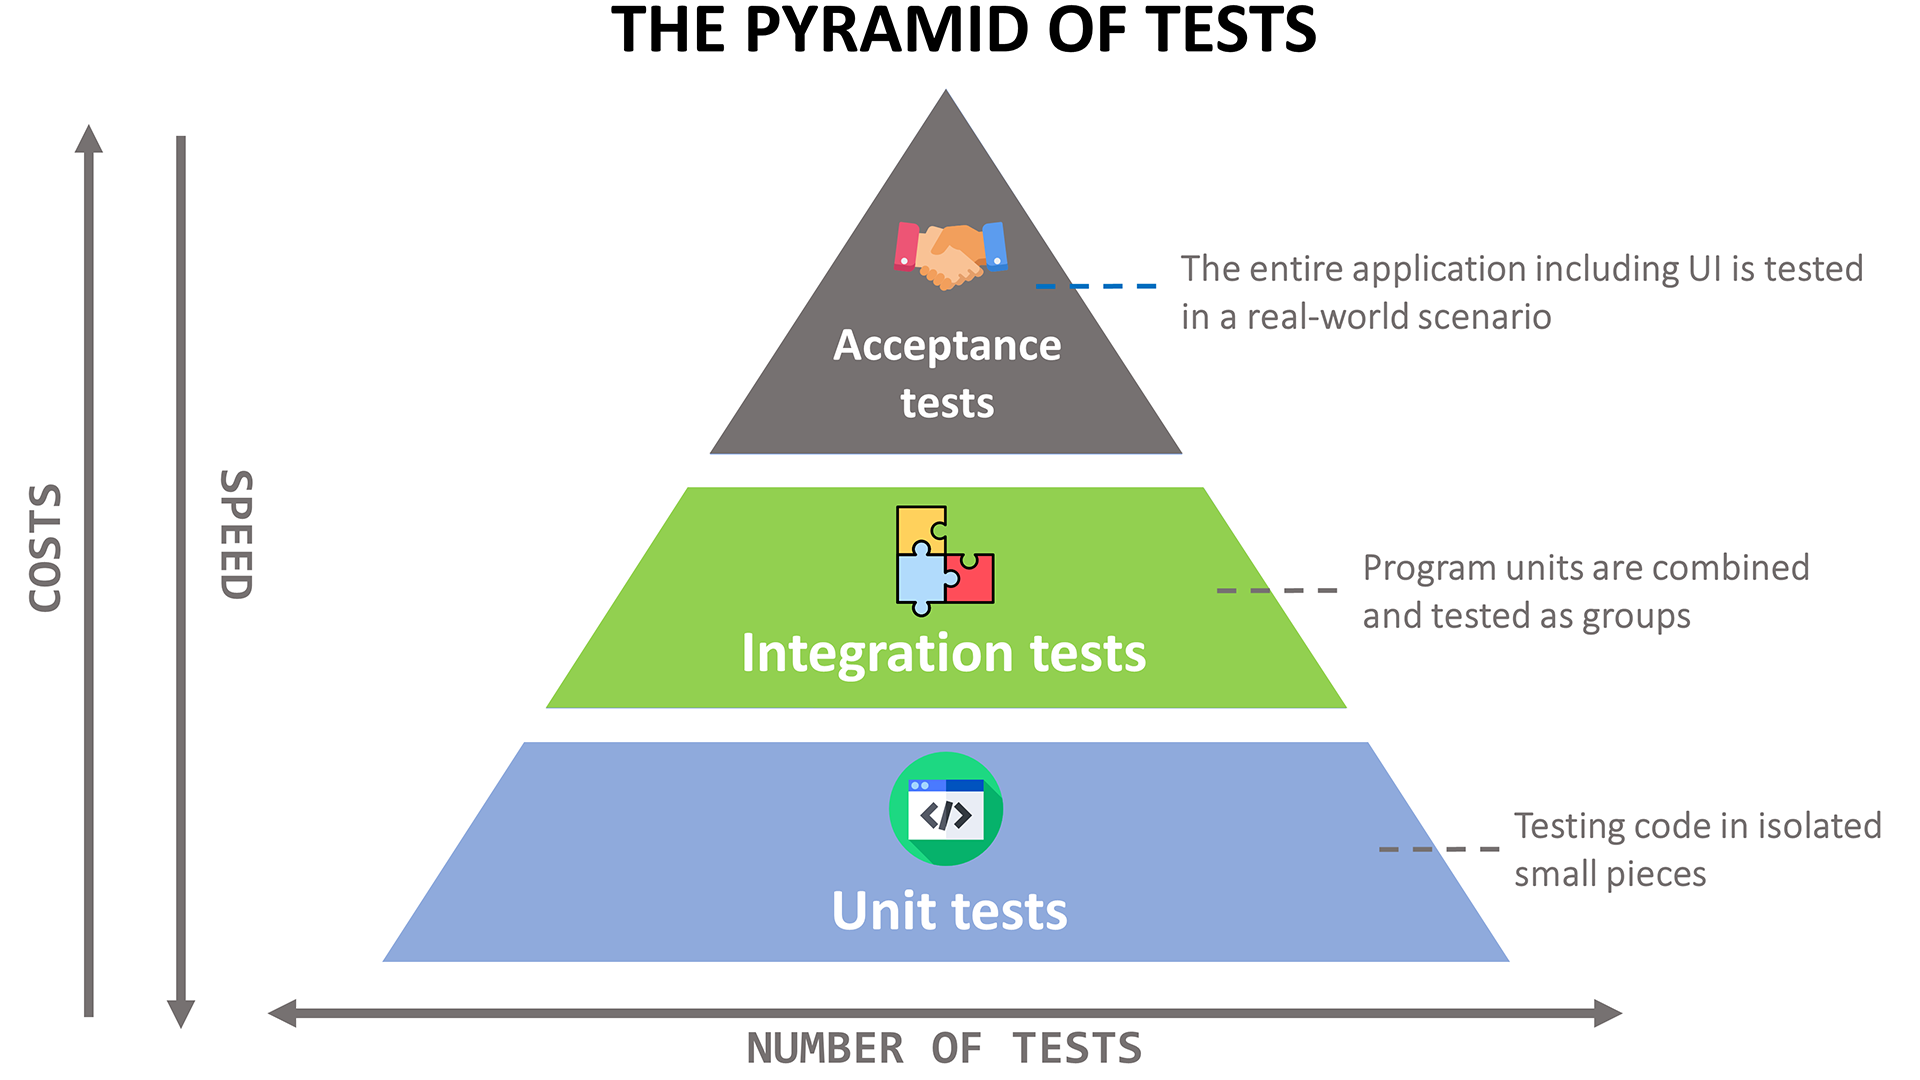 THE PYRAMID OF TESTS
COSTS
SPEED
Acceptance
tests
The entire application including UI is tested
in a real-world scenario
Integration tests
Program units are combined
and tested as groups
</>
Unit tests
Testing code in isolated
small pieces
NUMBER OF TESTS